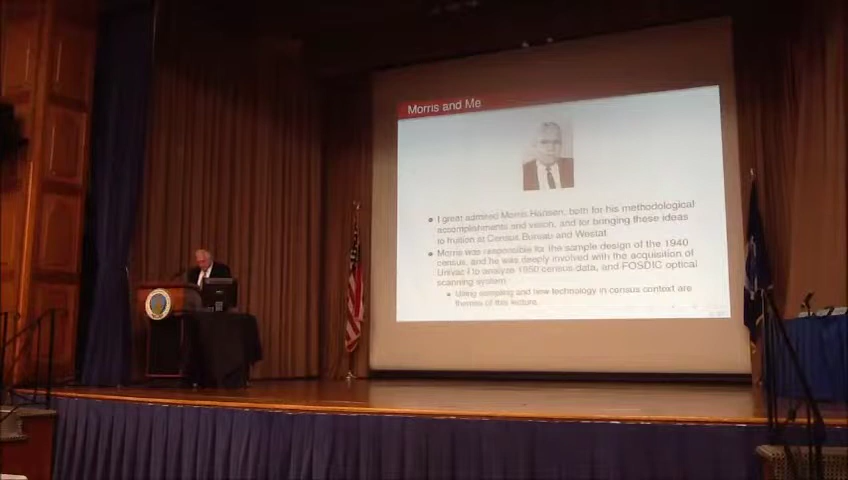 Morris and Me
I great admired Morris Hansen, both for his methodological
accomplishments and vision, and for bringing these ideas
to fruition at Census Bureau and Westat.
Morris was responsible for the sample design of the 1940
census, and he was deeply involved with the acquisition of
Univac-I to analyze 1950 census data, and FOSDIC optical
scanning system.
Using sampling and new technology in census context are
themes of this lecture.